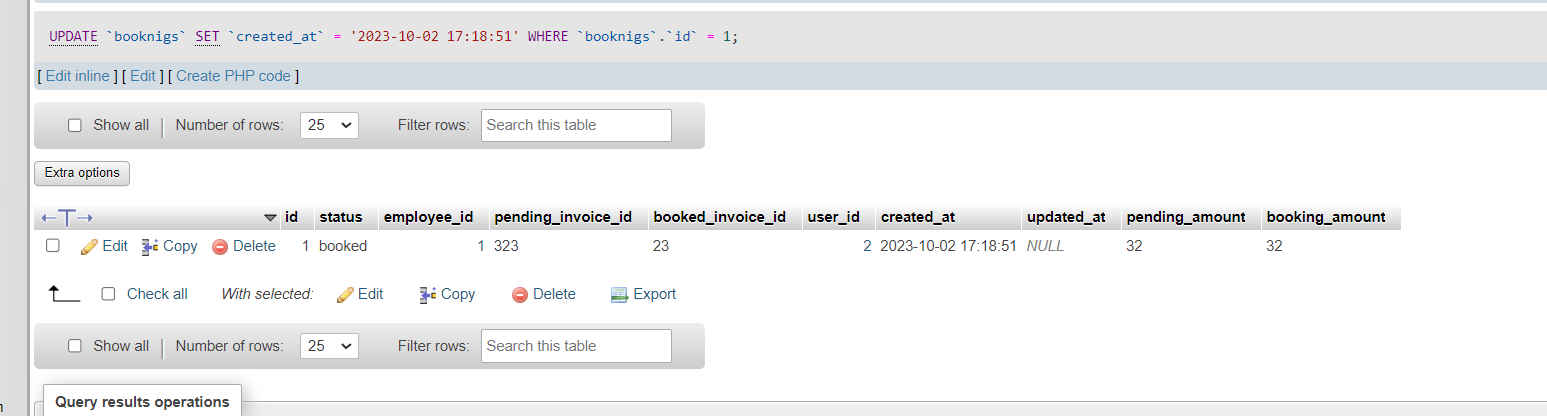 UPDATE `booknigs` SET `created_at` = '2023-10-02 17:18:51' WHERE `booknigs`.`id` = 1;
[ Edit inline ] [ Edit ] [ Create PHP code ]
Show all | Number of rows: 25 Filter rows: Search this table
Extra options
←T→ id status employee_id pending_invoice_id booked_invoice_id user_id created_at updated_at pending_amount booking_amount
Edit Copy Delete 1 booked 1 323 23 2 2023-10-02 17:18:51 NULL 32 32
Check all With selected: Edit Copy Delete Export
Show all | Number of rows: 25 Filter rows: Search this table
Query results operations